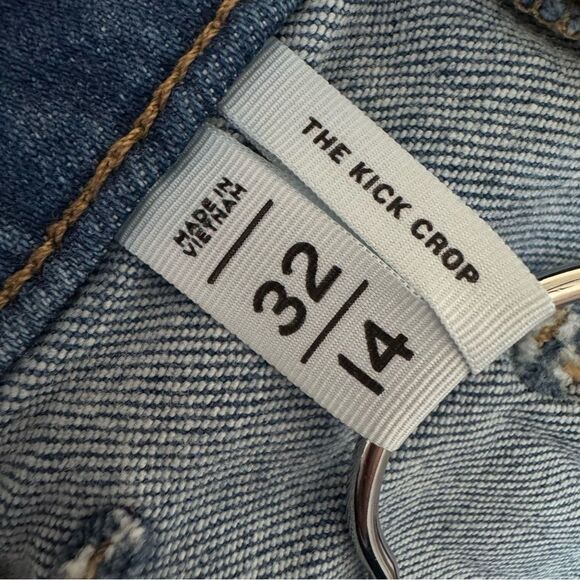 THE KICK CROP
MADE IN
VIETNAM
32
14